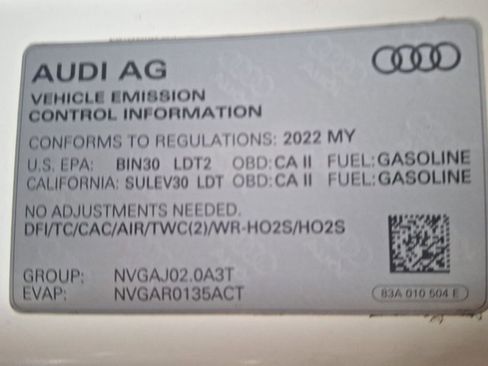 AUDI AG
VEHICLE EMISSION
CONTROL INFORMATION
CONFORMS TO REGULATIONS: 2022 MY
U.S. EPA: BIN30 LDT2 OBD:CA II FUEL:GASOLINE
CALIFORNIA: SULEV30 LDT OBD:CA II FUEL:GASOLINE
NO ADJUSTMENTS NEEDED.
DFI/TC/CAC/AIR/TWC(2)/WR-HO2S/HO2S
GROUP: NVGAJ02.0A3T
EVAP: NVGAR0135ACT
83A 010 504 E